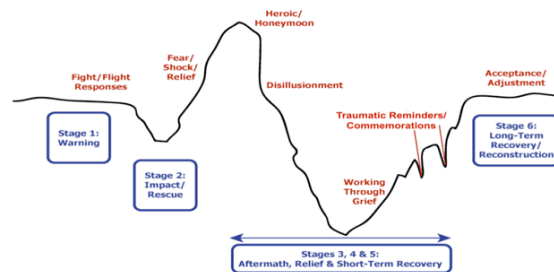 Heroic/
Honeymoon
Fear/
Shock/
Relief
Fight/Flight
Responses
Disillusionment
Acceptance/
Adjustment
Traumatic Reminders/
Commemorations
Stage 1:
Warning
Stage 2:
Impact/
Rescue
Working
Through
Grief
Stage 6:
Long-Term
Recovery/
Reconstruction
Stages 3, 4 & 5:
Aftermath, Relief & Short-Term Recovery